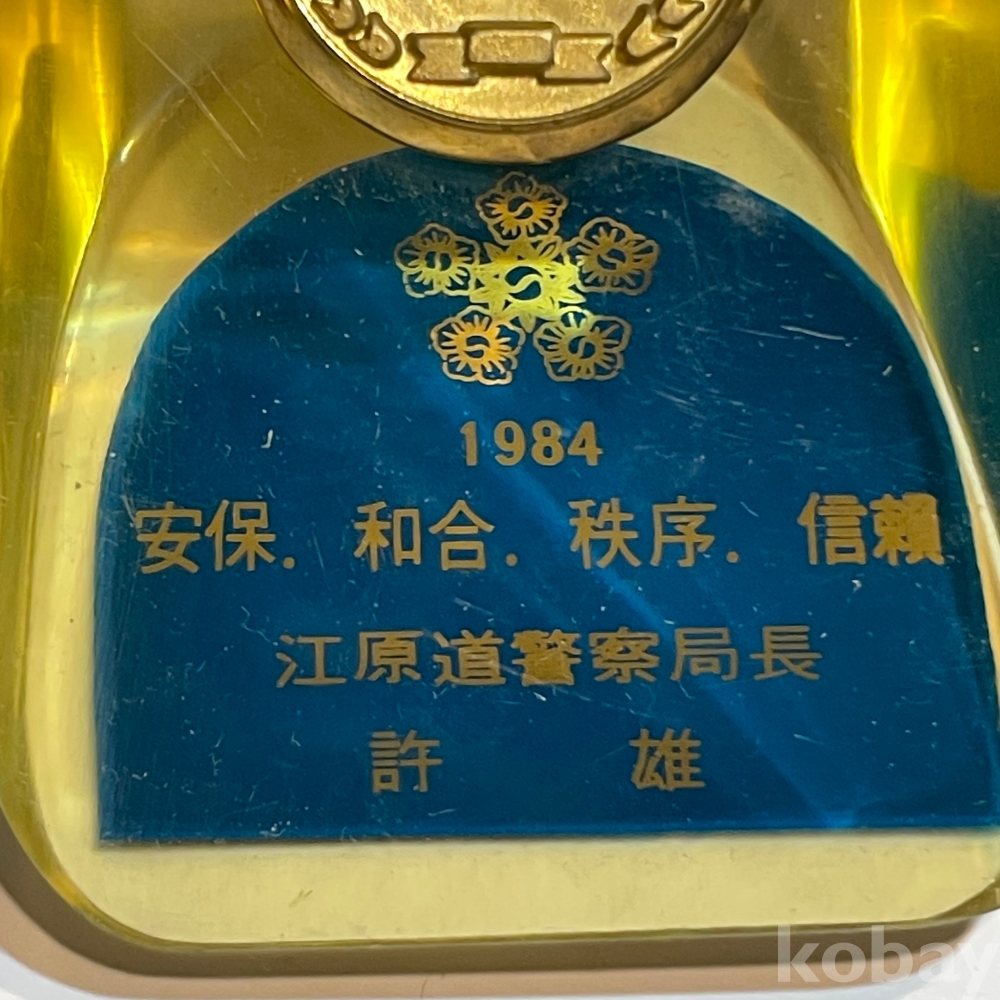 1984
安保. 和合. 秩序. 信賴
江原道警察局長
許 雄
kobay